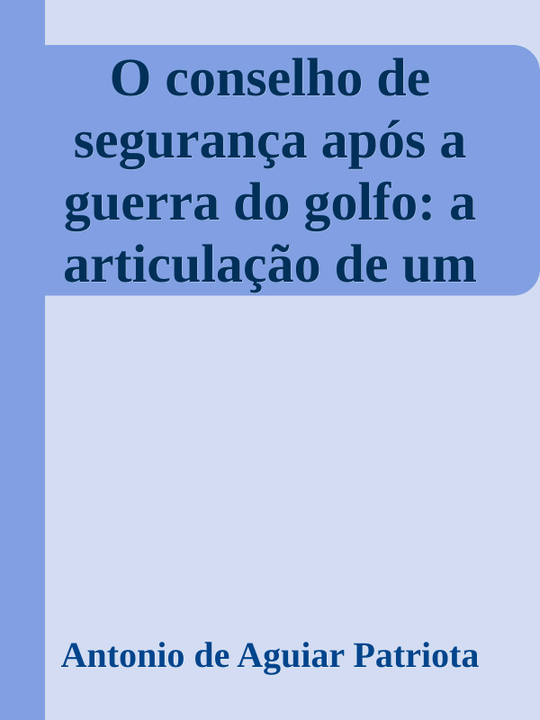 O conselho de
segurança após a
guerra do golfo: a
articulação de um
Antonio de Aguiar Patriota